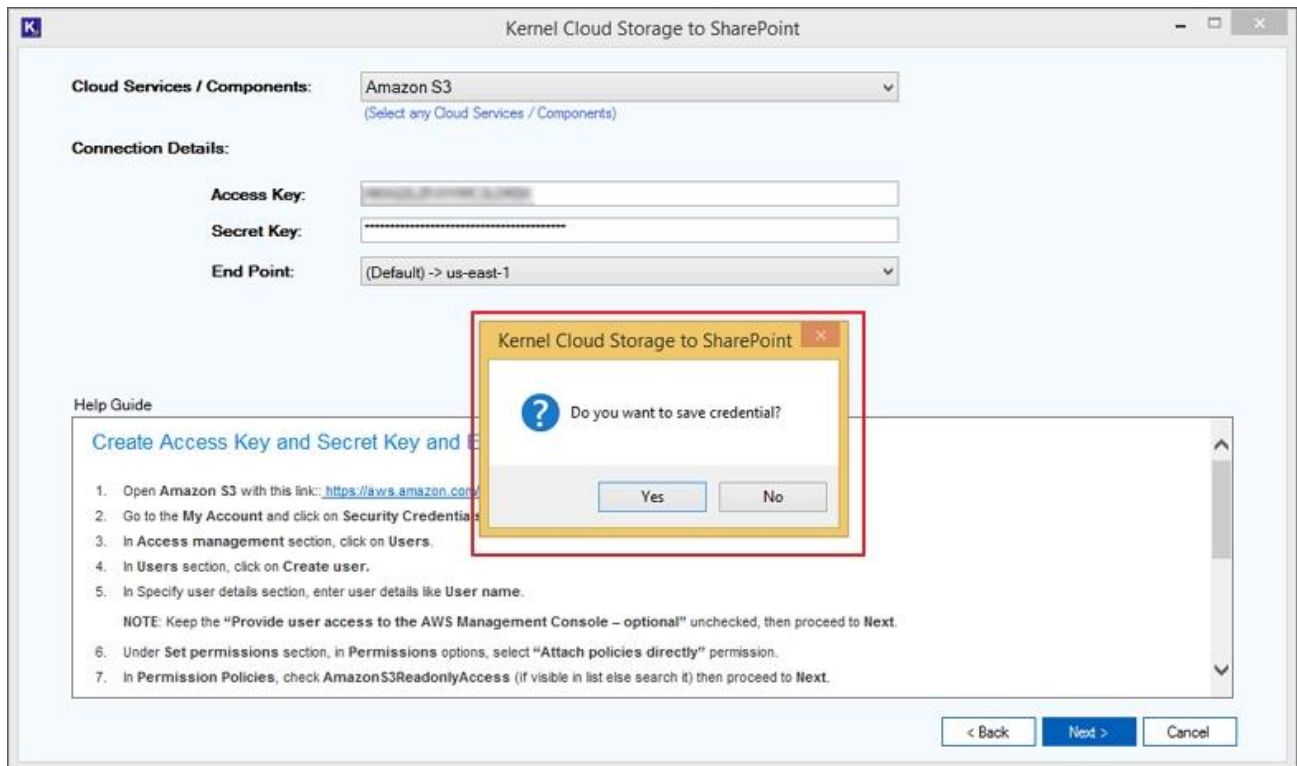 K
Kernel Cloud Storage to SharePoint
Cloud Services / Components:
Amazon S3
(Select any Cloud Services / Components)
Connection Details:
Access Key:
Secret Key:
******************************************
End Point:
(Default) -> us-east-1
Kernel Cloud Storage to SharePoint
Do you want to save credential?
Yes
No
Help Guide
Create Access Key and Secret Key and
1. Open Amazon S3 with this link:: https://aws.amazon.com/
2. Go to the My Account and click on Security Credentials
3. In Access management section, click on Users.
4. In Users section, click on Create user.
5. In Specify user details section, enter user details like User name.
NOTE: Keep the “Provide user access to the AWS Management Console – optional” unchecked, then proceed to Next.
6. Under Set permissions section, in Permissions options, select “Attach policies directly” permission.
7. In Permission Policies, check AmazonS3ReadonlyAccess (if visible in list else search it) then proceed to Next.
< Back
Next >
Cancel